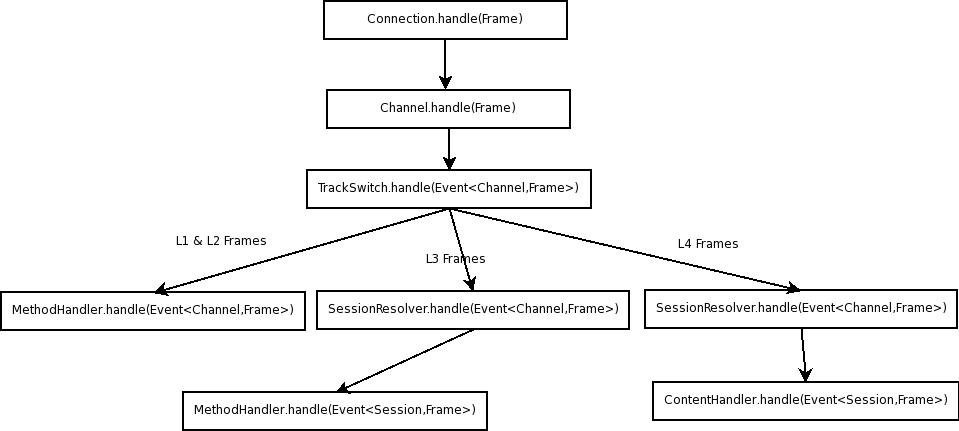 Connection.handle(Frame)
Channel.handle(Frame)
TrackSwitch.handle(Event<Channel,Frame>)
L1 & L2 Frames
L3 Frames
L4 Frames
MethodHandler.handle(Event<Channel,Frame>)
SessionResolver.handle(Event<Channel,Frame>)
SessionResolver.handle(Event<Channel,Frame>)
MethodHandler.handle(Event<Session,Frame>)
ContentHandler.handle(Event<Session,Frame>)